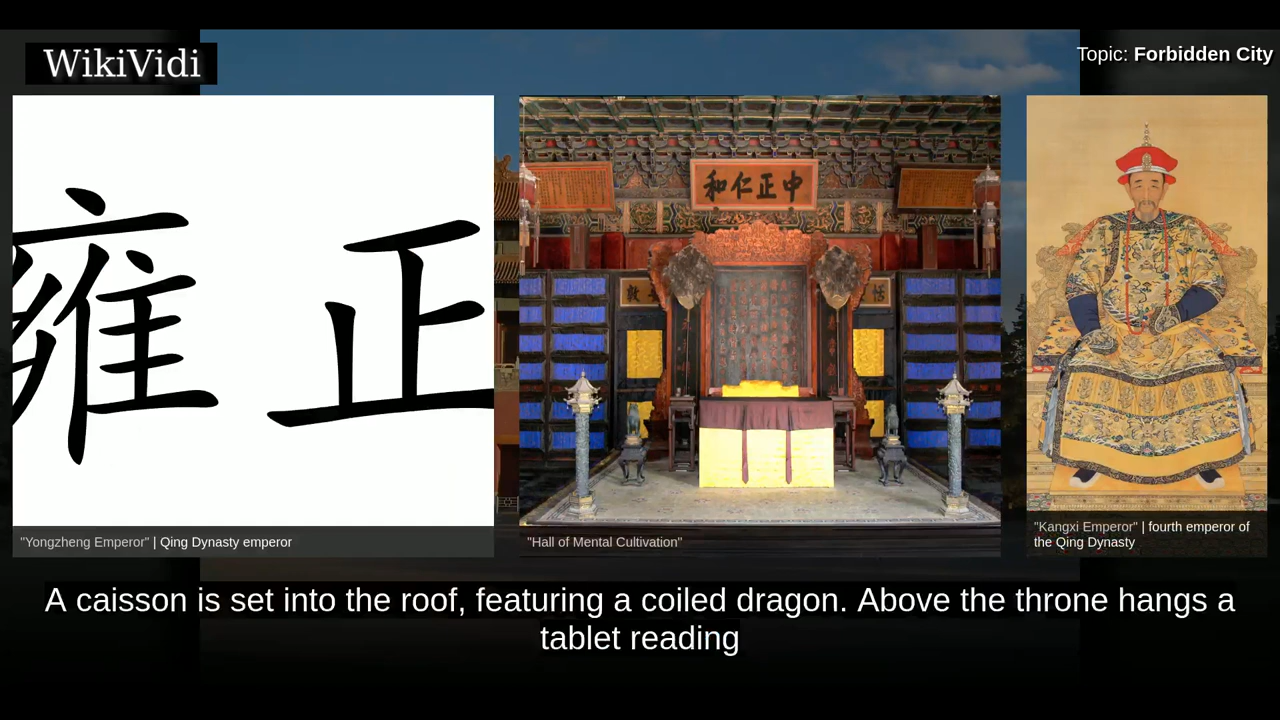 WikiVidi
Topic: Forbidden City
雍正
和仁正中
"Yongzheng Emperor" | Qing Dynasty emperor
"Hall of Mental Cultivation"
"Kangxi Emperor" | fourth emperor of
the Qing Dynasty
A caisson is set into the roof, featuring a coiled dragon. Above the throne hangs a
tablet reading